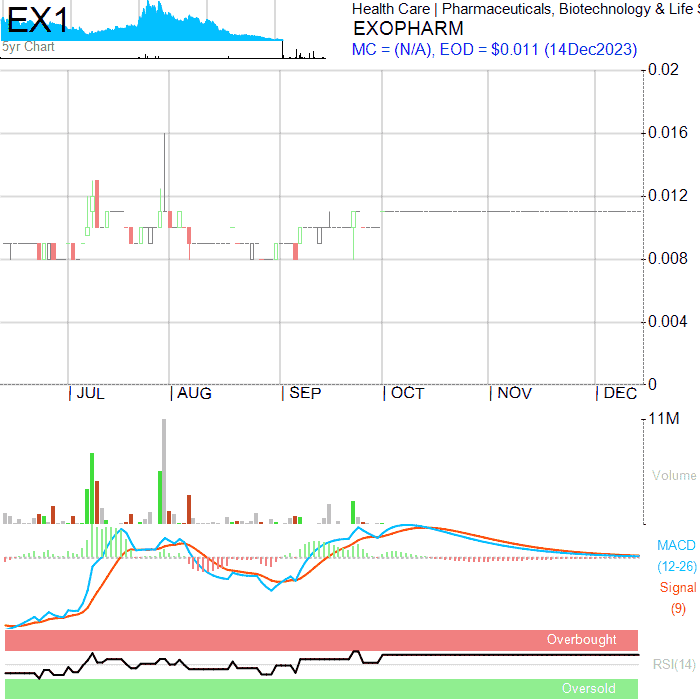 EX1
5yr Chart
Health Care | Pharmaceuticals, Biotechnology & Life
EXOPHARM
MC = (N/A), EOD = $0.011 (14Dec2023)
0.02
0.016
0.012
0.008
0.004
0
JUL AUG SEP OCT NOV DEC
11M
Volume
MACD
(12-26)
Signal
(9)
Overbought
RSI(14)
Oversold